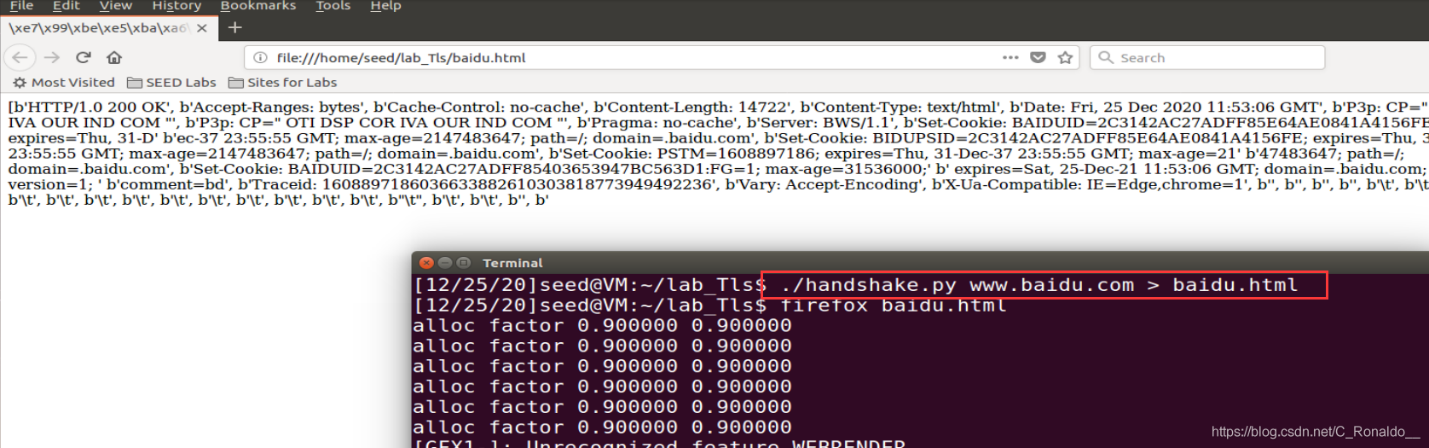 File Edit View History Bookmarks Tools Help
\xe7\x99\xbe\xe5\xba\xa6\
file:///home/seed/lab_Tls/baidu.html
Search
Most Visited SEED Labs Sites for Labs
[b'HTTP/1.0 200 OK', b'Accept-Ranges: bytes', b'Cache-Control: no-cache', b'Content-Length: 14722', b'Content-Type: text/html', b'Date: Fri, 25 Dec 2020 11:53:06 GMT', b'P3p: CP="
IVA OUR IND COM "', b'P3p: CP=" OTI DSP COR IVA OUR IND COM "', b'Pragma: no-cache', b'Server: BWS/1.1', b'Set-Cookie: BAIDUID=2C3142AC27ADFF85E64AE0841A4156FE
expires=Thu, 31-D' b'ec-37 23:55:55 GMT; max-age=2147483647; path=/; domain=.baidu.com', b'Set-Cookie: BIDUPSID=2C3142AC27ADFF85E64AE0841A4156FE; expires=Thu, 3
23:55:55 GMT; max-age=2147483647; path=/; domain=.baidu.com', b'Set-Cookie: PSTM=1608897186; expires=Thu, 31-Dec-37 23:55:55 GMT; max-age=21' b'47483647; path=/;
domain=.baidu.com', b'Set-Cookie: BAIDUID=2C3142AC27ADFF85403653947BC563D1:FG=1; max-age=31536000;' b' expires=Sat, 25-Dec-21 11:53:06 GMT; domain=.baidu.com;
version=1; ' b'comment=bd', b'Traceid: 1608897186036633882610303818773949492236', b'Vary: Accept-Encoding', b'X-Ua-Compatible: IE=Edge,chrome=1', b'', b'', b'', b'', b'\t', b'\t
b'\t', b'\t', b'\t', b'\t', b'\t', b'\t', b'\t', b'\t', b'\t', b'\t', b'\t', b"\t", b'\t', b'\t', b'', b'
Terminal
[12/25/20]seed@VM:~/lab_Tls$ ./handshake.py www.baidu.com > baidu.html
[12/25/20]seed@VM:~/lab_Tls$ firefox baidu.html
alloc factor 0.900000 0.900000
alloc factor 0.900000 0.900000
alloc factor 0.900000 0.900000
alloc factor 0.900000 0.900000
alloc factor 0.900000 0.900000
alloc factor 0.900000 0.900000
[GFX1-]: Unrecognized feature WEBRENDER
https://blog.csdn.net/C_Ronaldo__